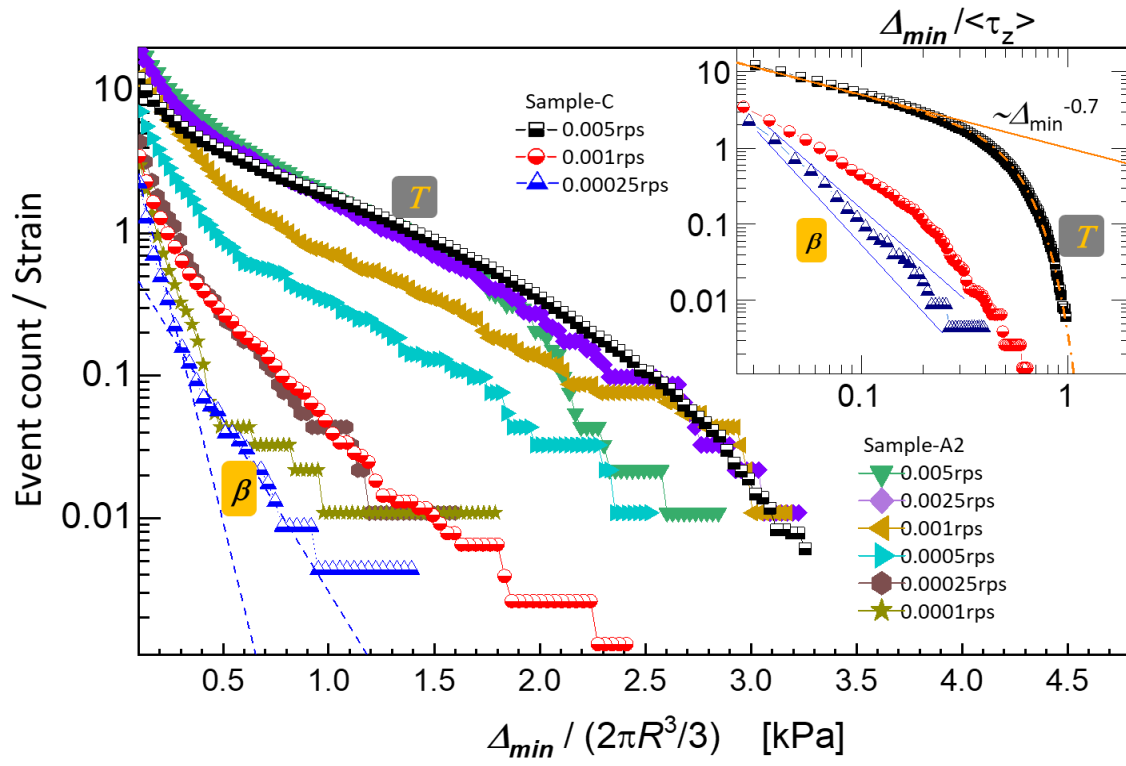 Δmin / <τz>
10
1
0.1
0.01
Event count / Strain
Sample-C
0.005rps
0.001rps
0.00025rps
T
β
10
1
0.1
0.01
~Δmin^-0.7
β
T
0.1
1
Sample-A2
0.005rps
0.0025rps
0.001rps
0.0005rps
0.00025rps
0.0001rps
0.5
1.0
1.5
2.0
2.5
3.0
3.5
4.0
4.5
Δmin / (2πR³/3) [kPa]